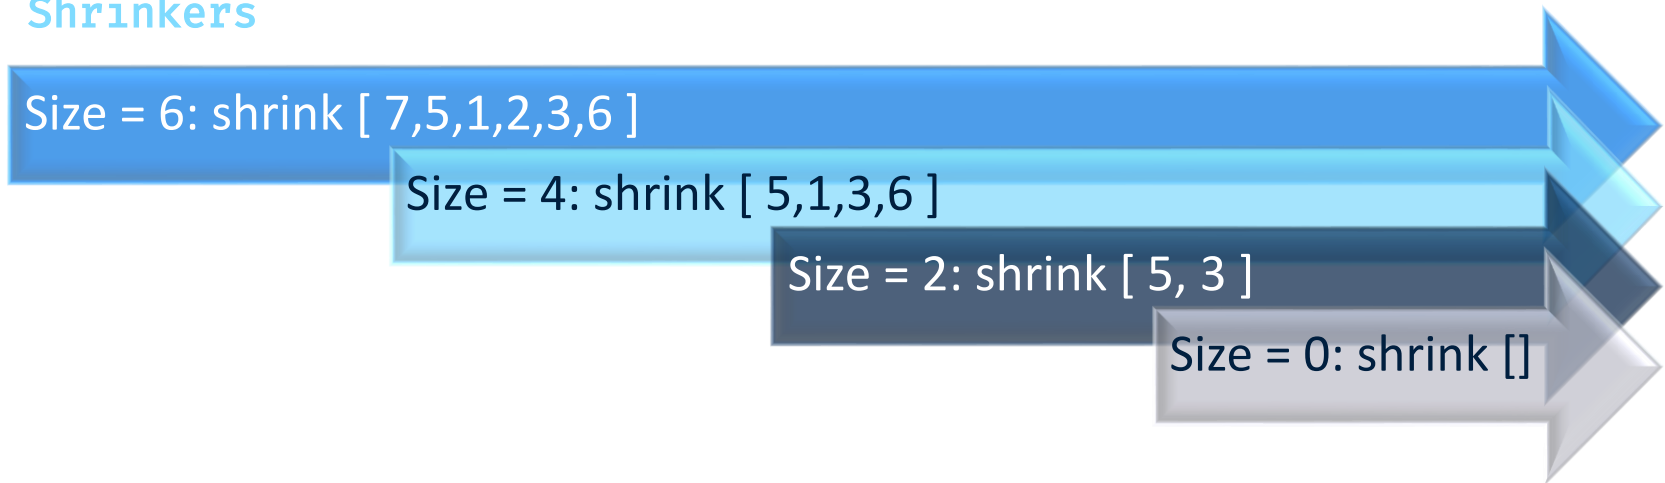 Shrinkers
Size = 6: shrink [ 7,5,1,2,3,6 ]
Size = 4: shrink [ 5,1,3,6 ]
Size = 2: shrink [ 5, 3 ]
Size = 0: shrink []